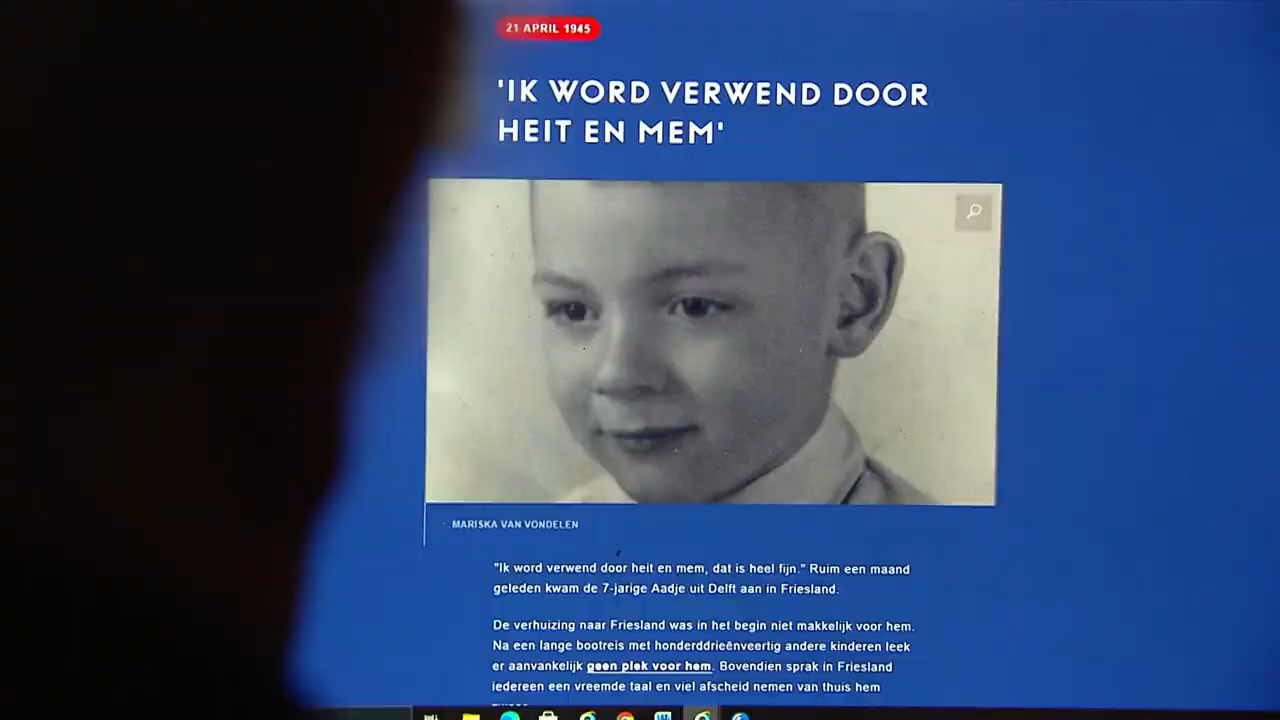 21 APRIL 1945
'IK WORD VERWEND DOOR
HEIT EN MEM'
MARISKA VAN VONDELEN
"Ik word verwend door heit en mem, dat is heel fijn." Ruim een maand
geleden kwam de 7-jarige Aadje uit Delft aan in Friesland.
De verhuizing naar Friesland was in het begin niet makkelijk voor hem.
Na een lange bootreis met honderddrieënveertig andere kinderen leek
er aanvankelijk geen plek voor hem. Bovendien sprak in Friesland
iedereen een vreemde taal en viel afscheid nemen van thuis hem